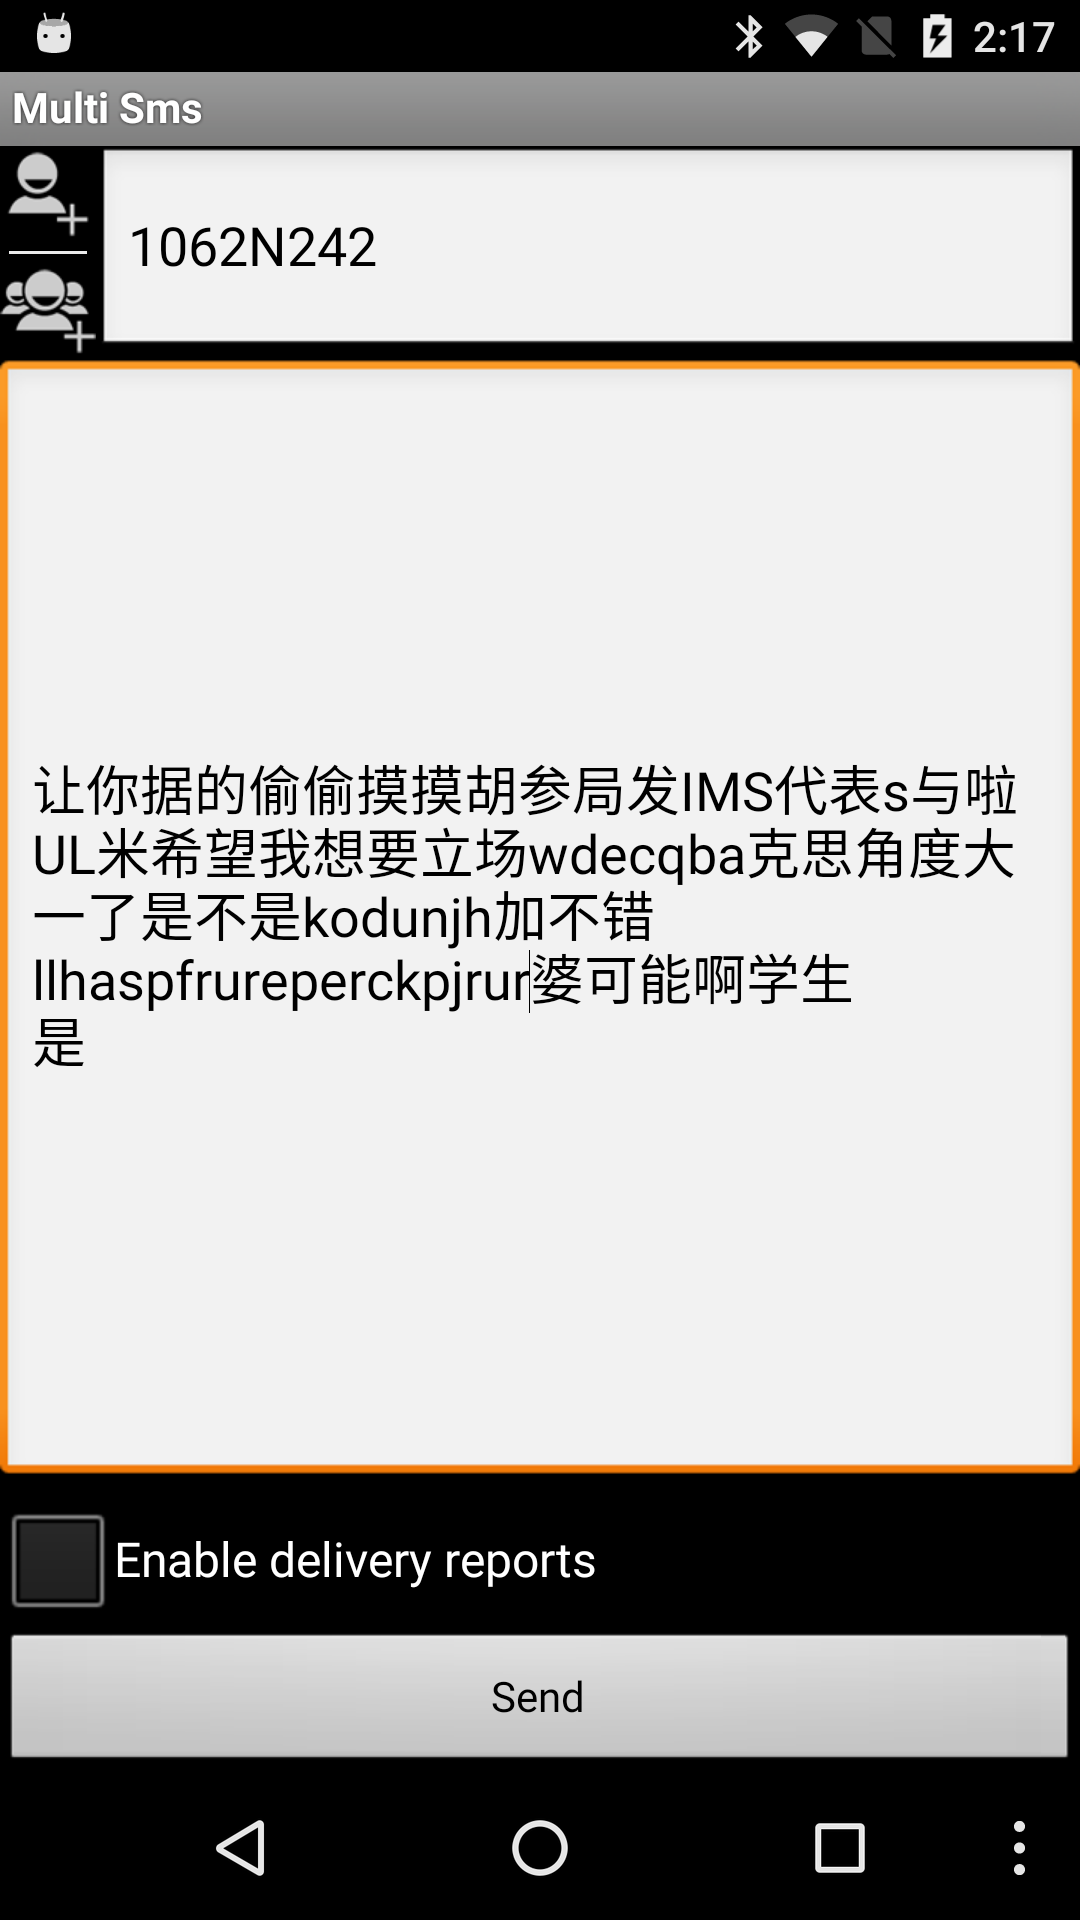 2:17
Multi Sms
1062N242
让你据的偷偷摸摸胡参局发IMS代表s与啦
UL米希望我想要立场wdecqba克思角度大
一了是不是kodunjh加不错
llhaspfrureperckpjrur婆可能啊学生
是
Enable delivery reports
Send